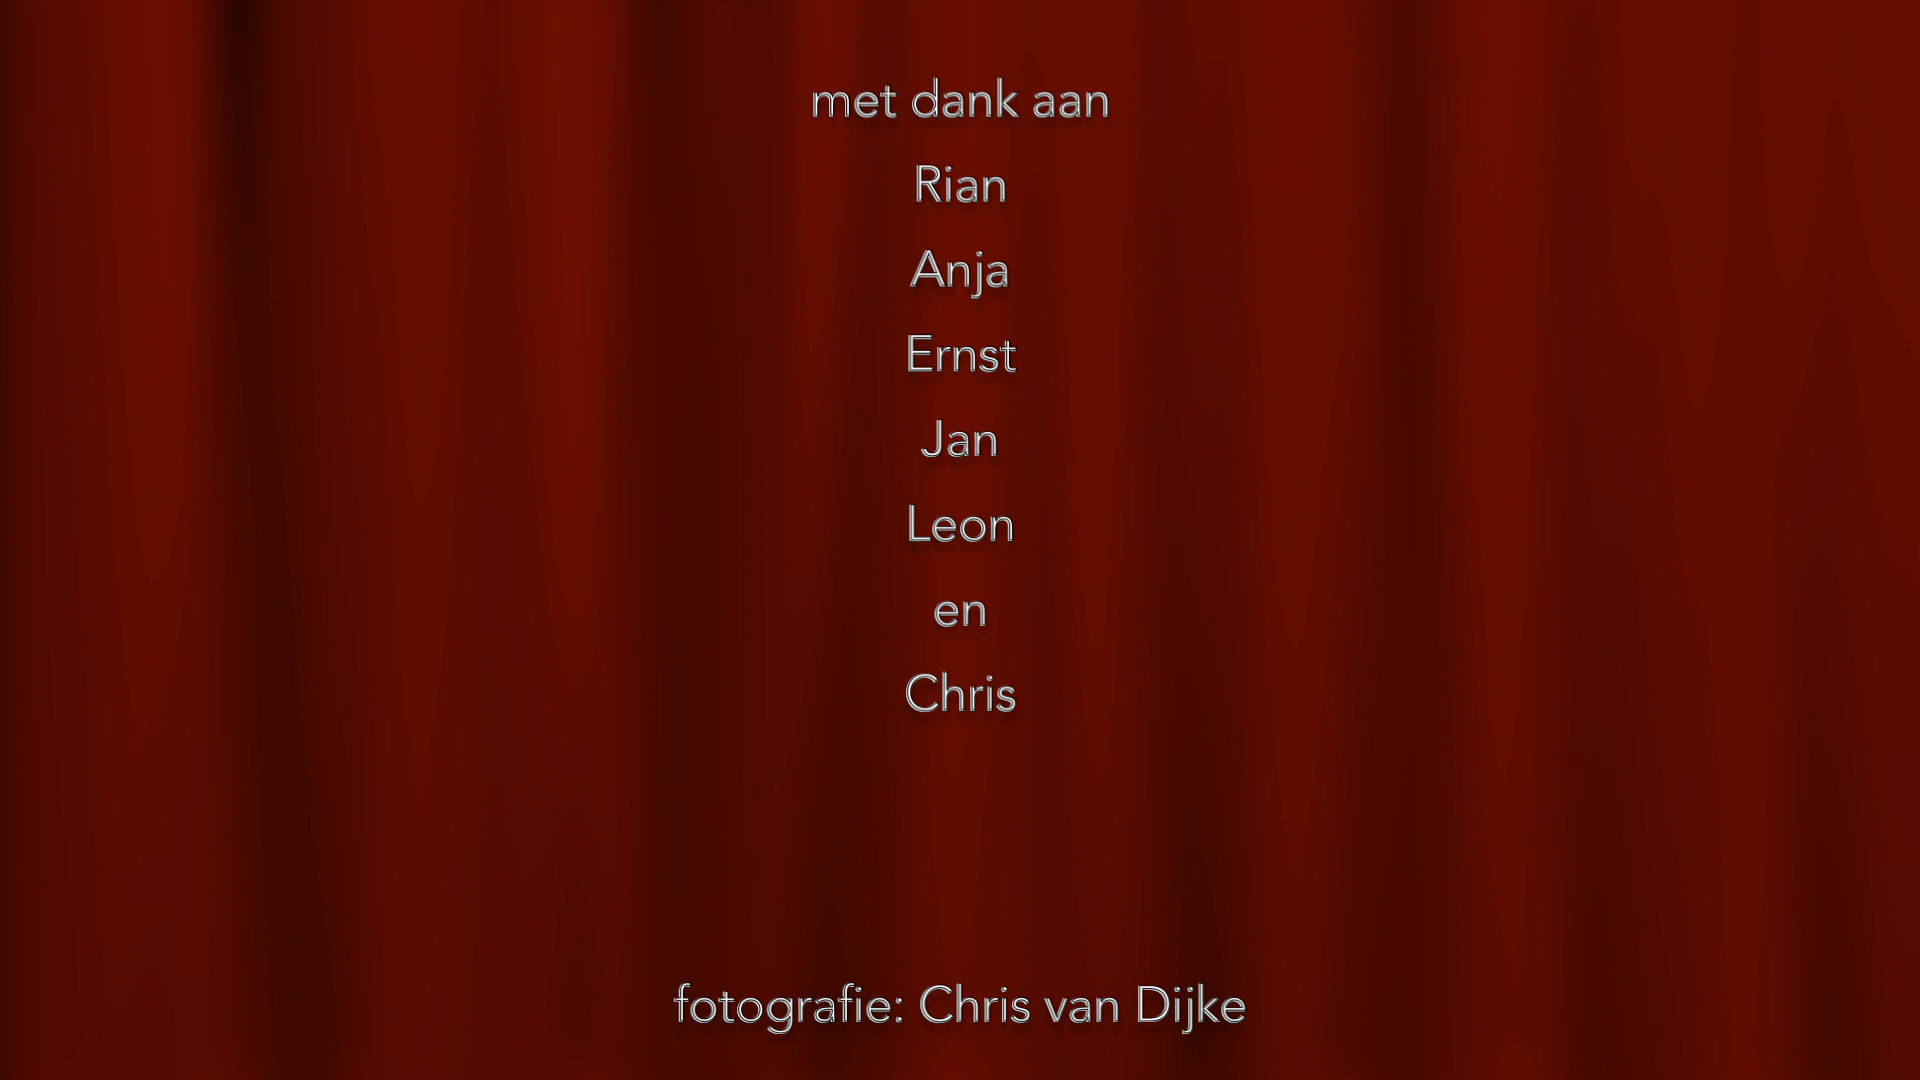 met dank aan
Rian
Anja
Ernst
Jan
Leon
en
Chris
fotografie: Chris van Dijke